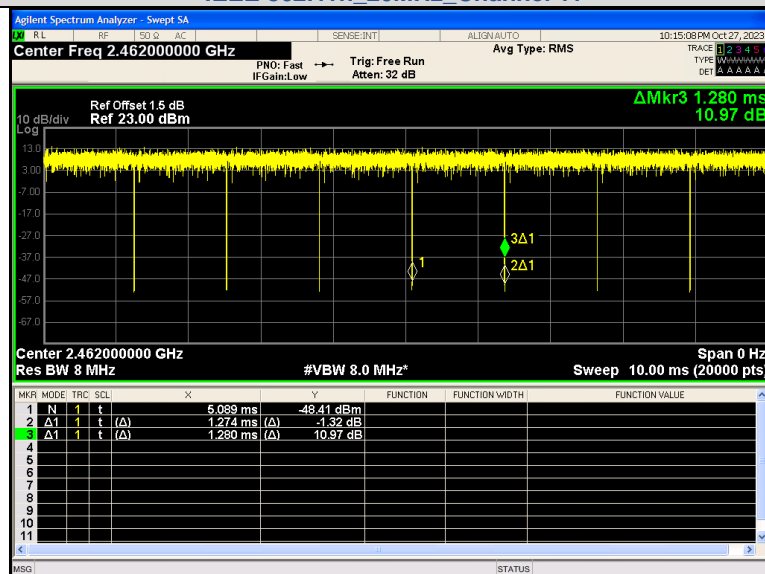 Agilent Spectrum Analyzer - Swept SA
LXI RL RF 50 Ω AC SENSE:INT ALIGN AUTO 10:15:08 PM Oct 27, 2023
Center Freq 2.462000000 GHz Avg Type: RMS TRACE 1 2 3 4 5
PNO: Fast Trig: Free Run TYPE W
IFGain:Low Atten: 32 dB DET A A A A A
ΔMkr3 1.280 ms
10.97 dB
Ref Offset 1.5 dB
10 dB/div Ref 23.00 dBm
Log
13.0
3.00
-7.00
-17.0
-27.0
-37.0
-47.0
-57.0
-67.0
3Δ1
1
2Δ1
Center 2.462000000 GHz Span 0 Hz
Res BW 8 MHz #VBW 8.0 MHz* Sweep 10.00 ms (20000 pts)
MKR MODE TRC SCL X Y FUNCTION FUNCTION WIDTH FUNCTION VALUE
1 N 1 t 5.089 ms -48.41 dBm
2 Δ1 1 t (Δ) 1.274 ms (Δ) -1.32 dB
3 Δ1 1 t (Δ) 1.280 ms (Δ) 10.97 dB
4
5
6
7
8
9
10
11
MSG STATUS